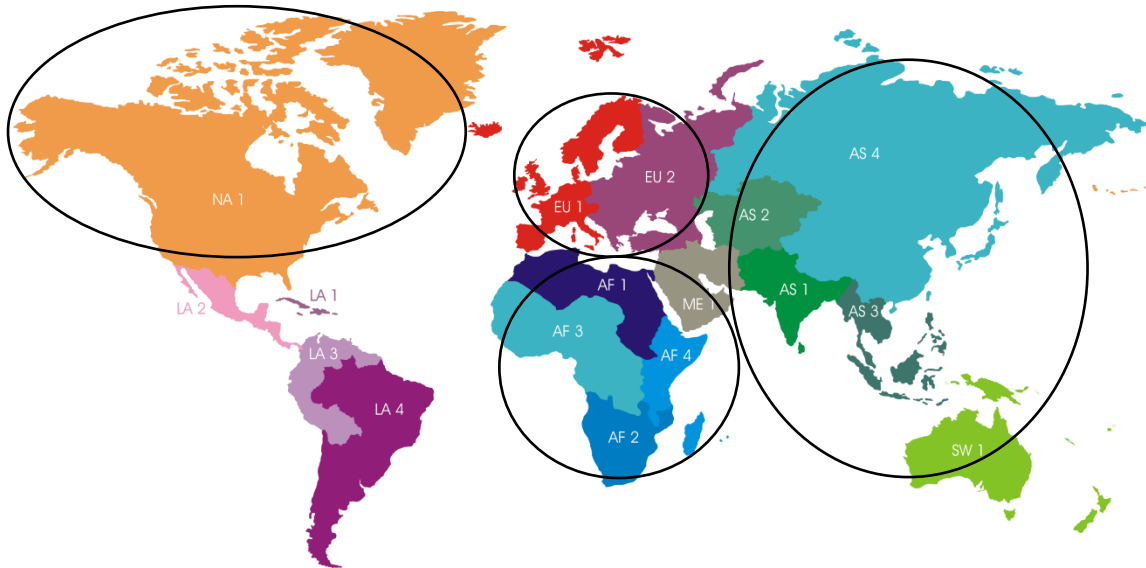 AS 4
EU 2
NA 1
EU 1
AS 2
AF 1
AS 1
LA 1
ME 1
LA 2
AS 3
AF 3
LA 3
AF 4
LA 4
AF 2
SW 1